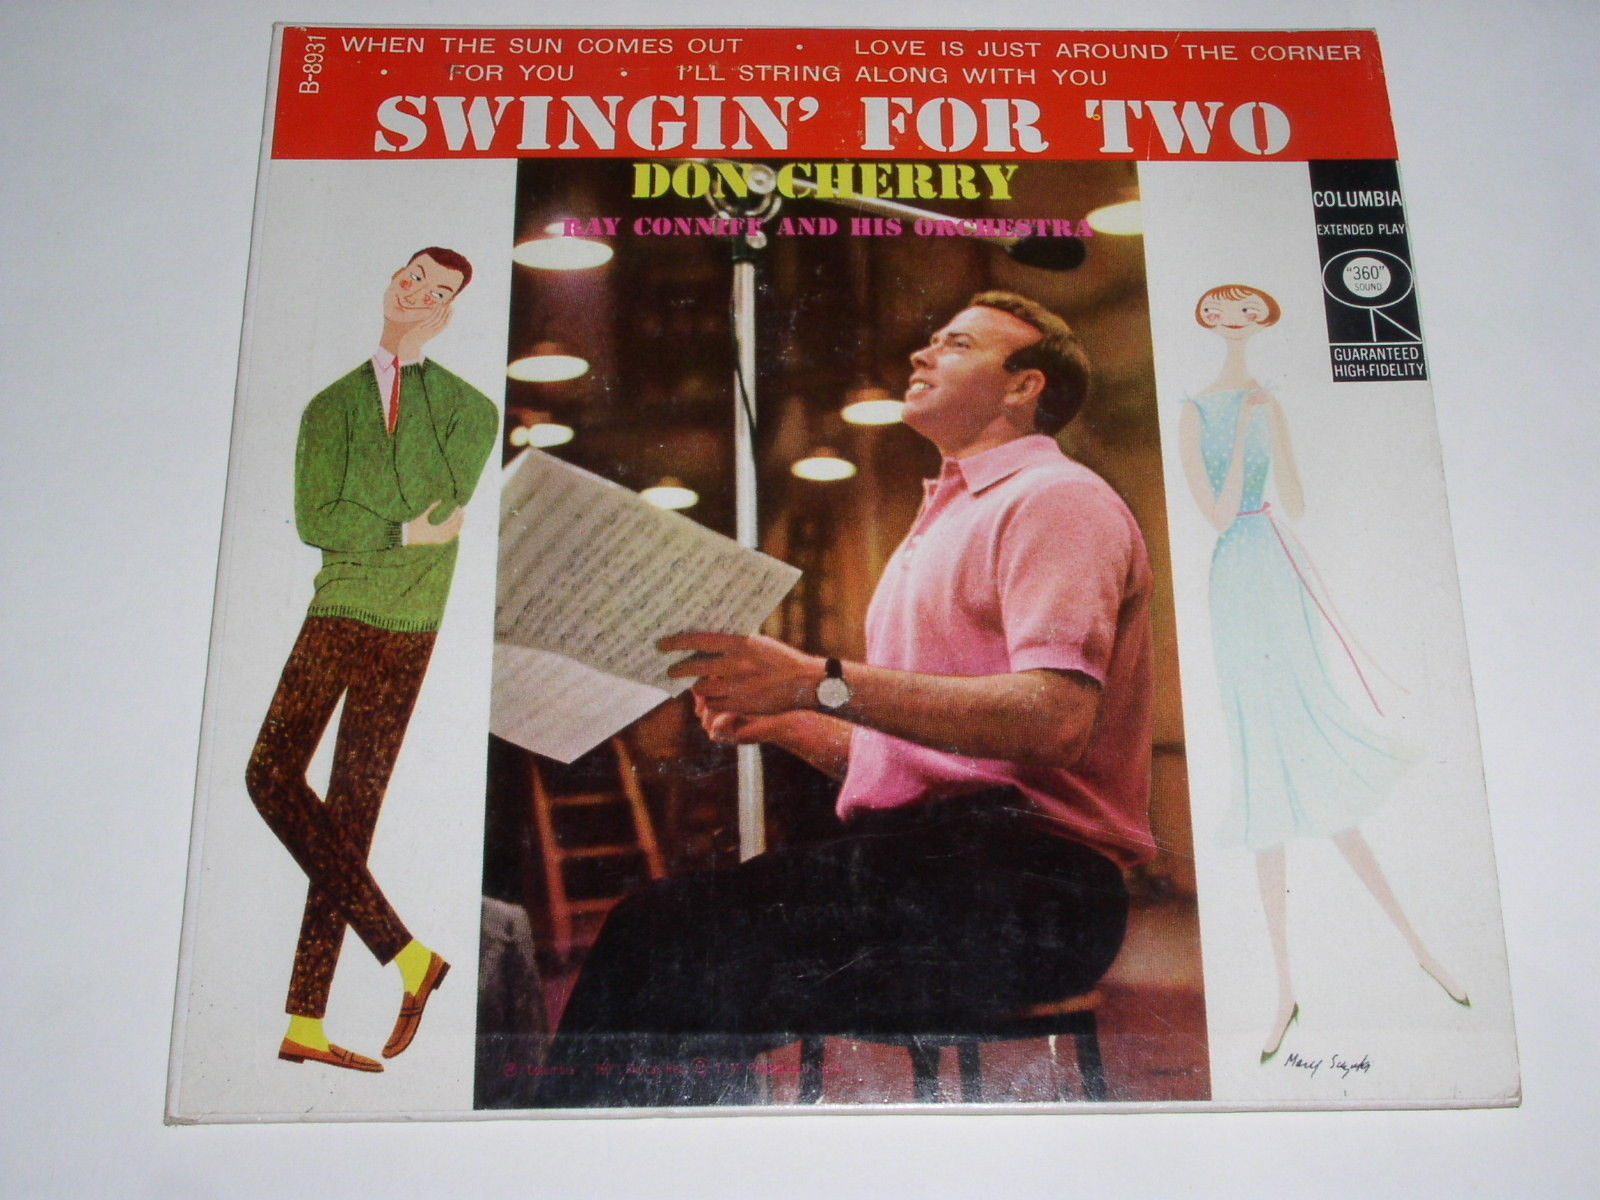 B-8931
WHEN THE SUN COMES OUT • LOVE IS JUST AROUND THE CORNER
• FOR YOU • I'LL STRING ALONG WITH YOU
SWINGIN' FOR TWO
DON CHERRY
RAY CONNIFF AND HIS ORCHESTRA
COLUMBIA
EXTENDED PLAY
"360"
SOUND
GUARANTEED
HIGH-FIDELITY
® Columbia